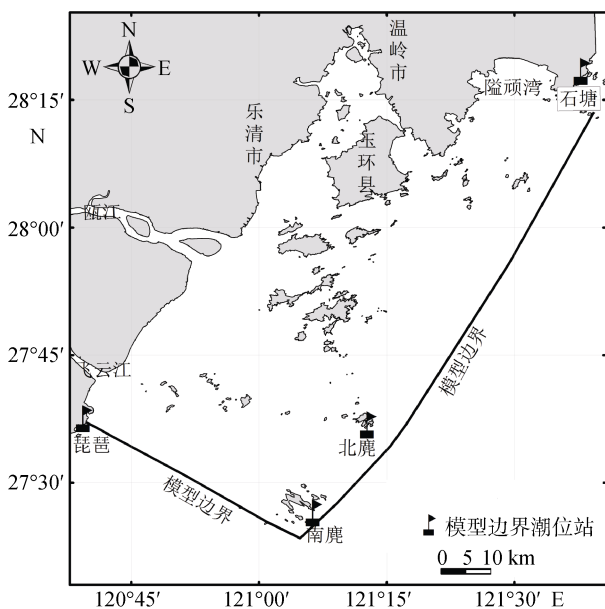 N
W E
S
温岭市
隘顽湾
石塘
28°15′
N
乐清市
玉环县
瓯江
28°00′
27°45′
飞云江
模型边界
琵琶
北麂
27°30′
模型边界
南鹿
模型边界潮位站
0 5 10 km
120°45′ 121°00′ 121°15′ 121°30′ E